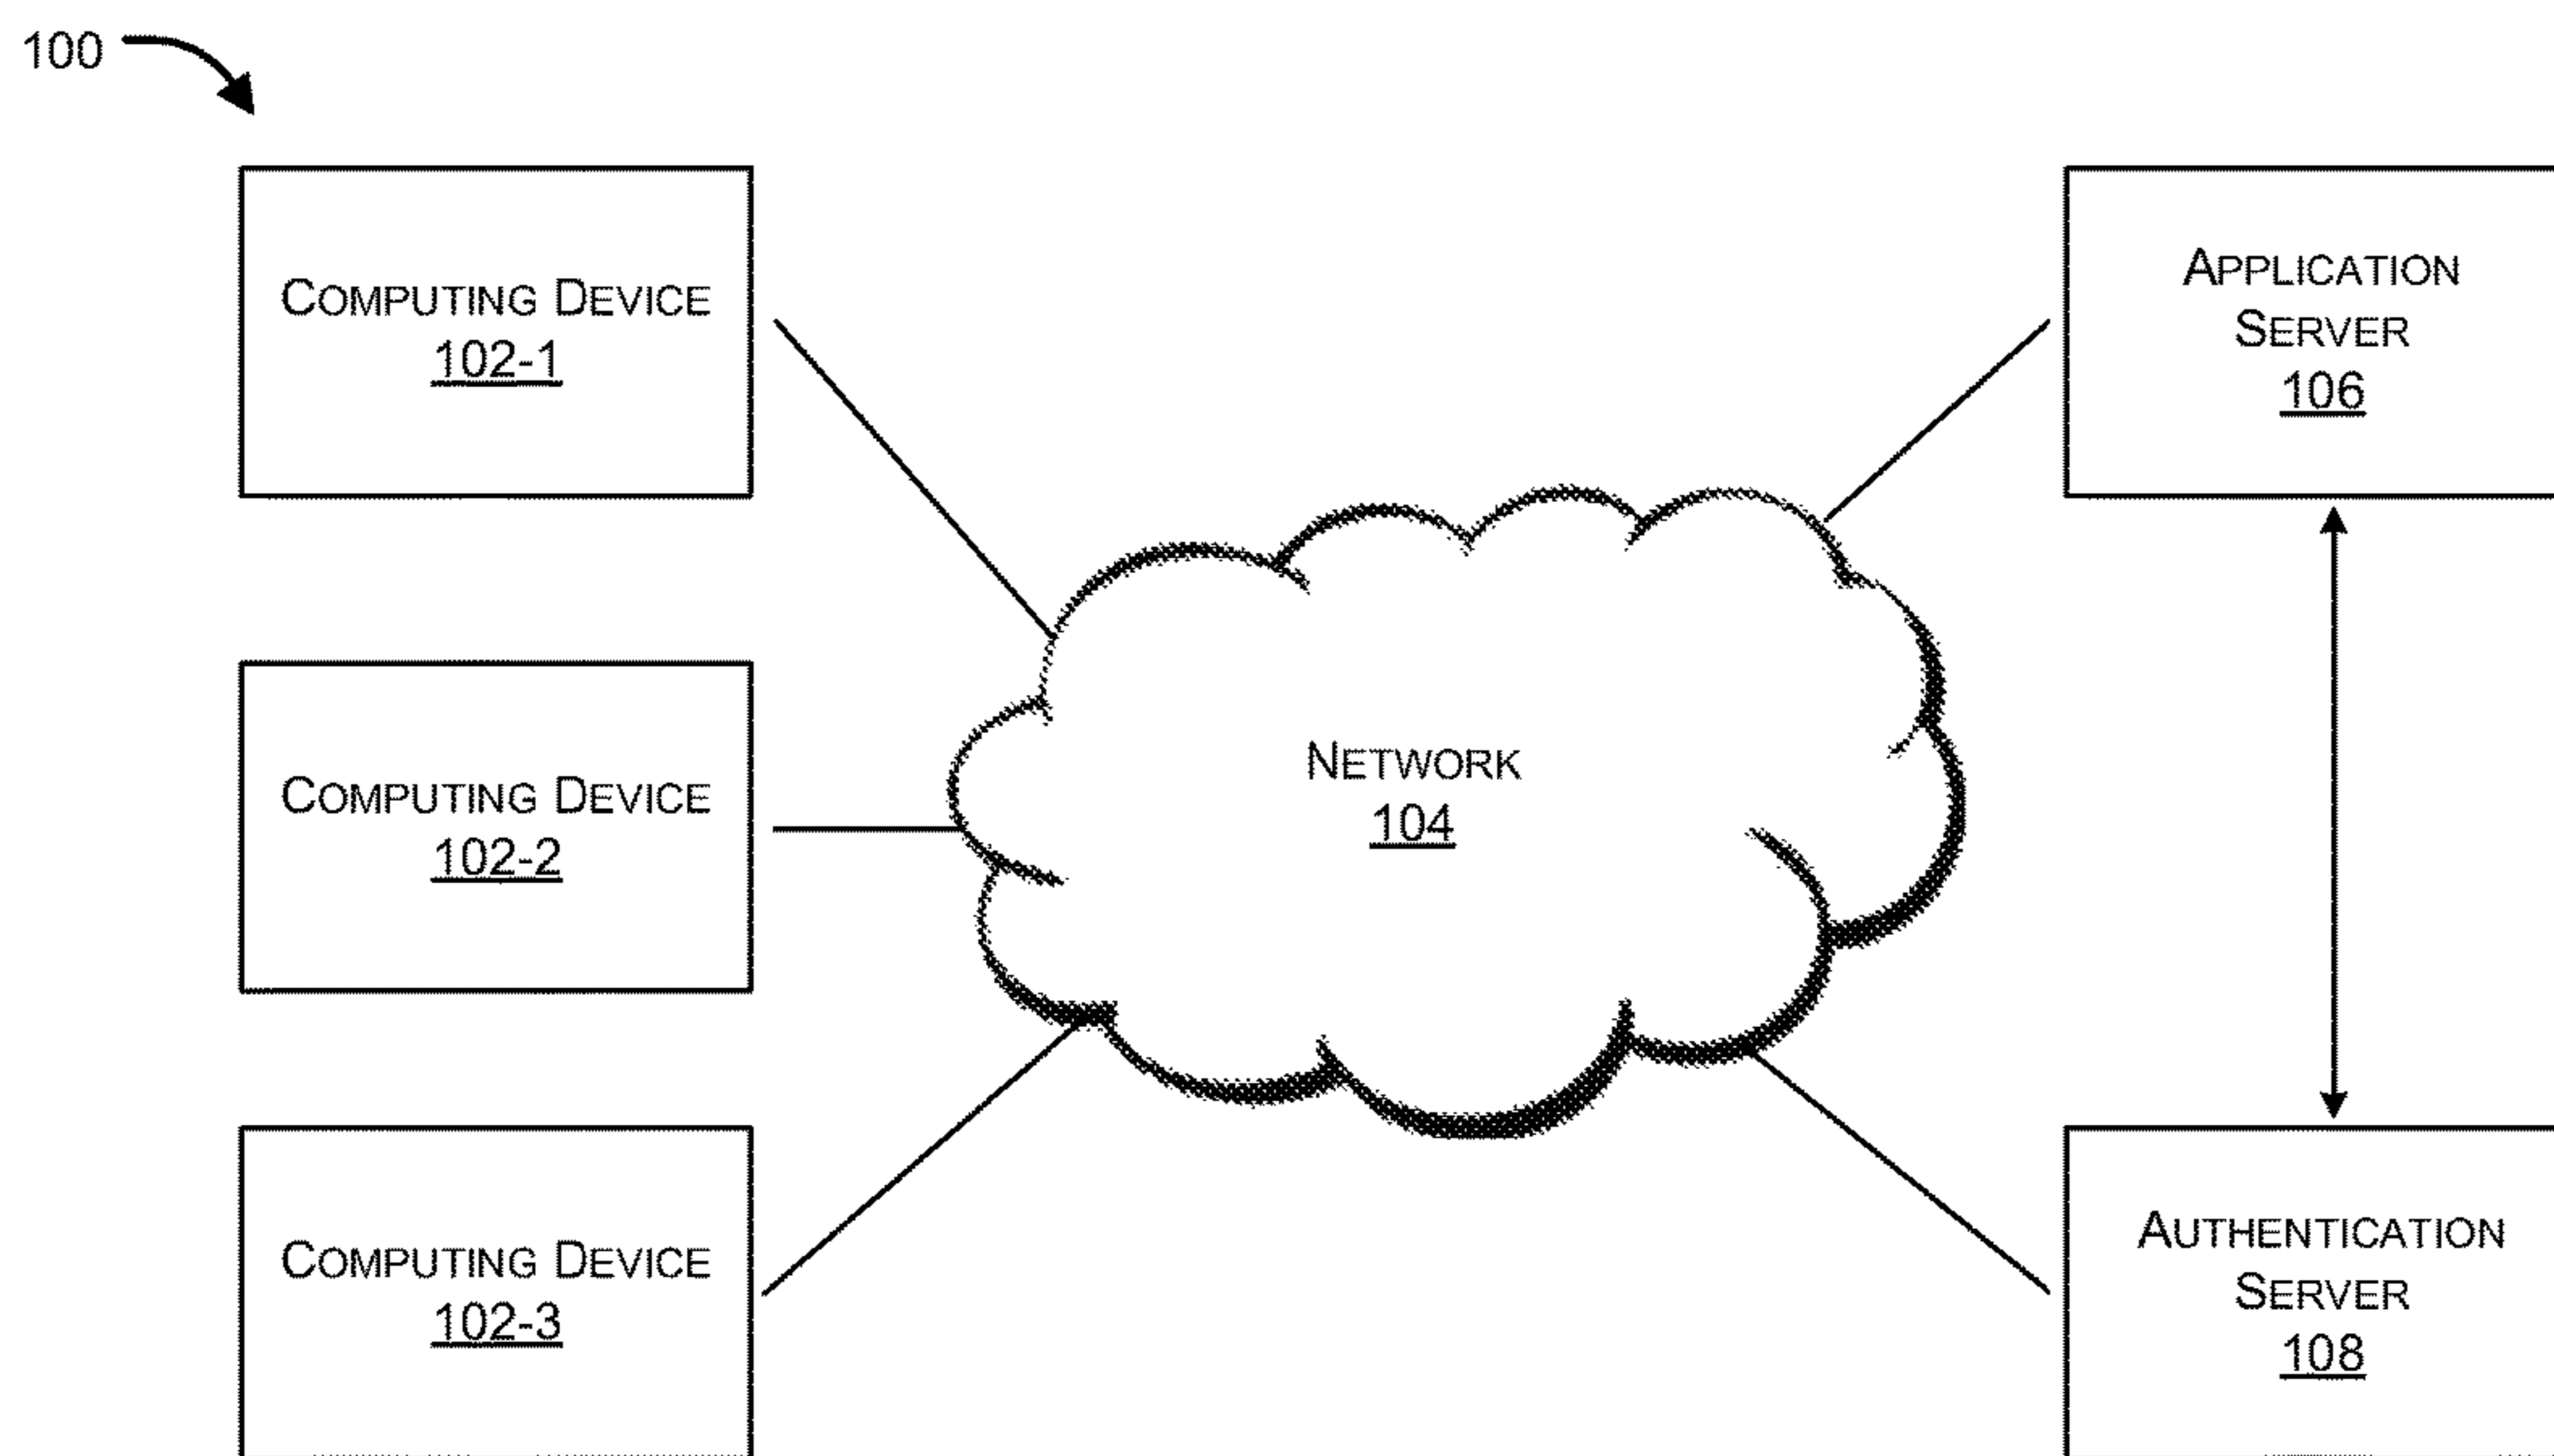 100
COMPUTING DEVICE
102-1
COMPUTING DEVICE
102-2
COMPUTING DEVICE
102-3
NETWORK
104
APPLICATION
SERVER
106
AUTHENTICATION
SERVER
108